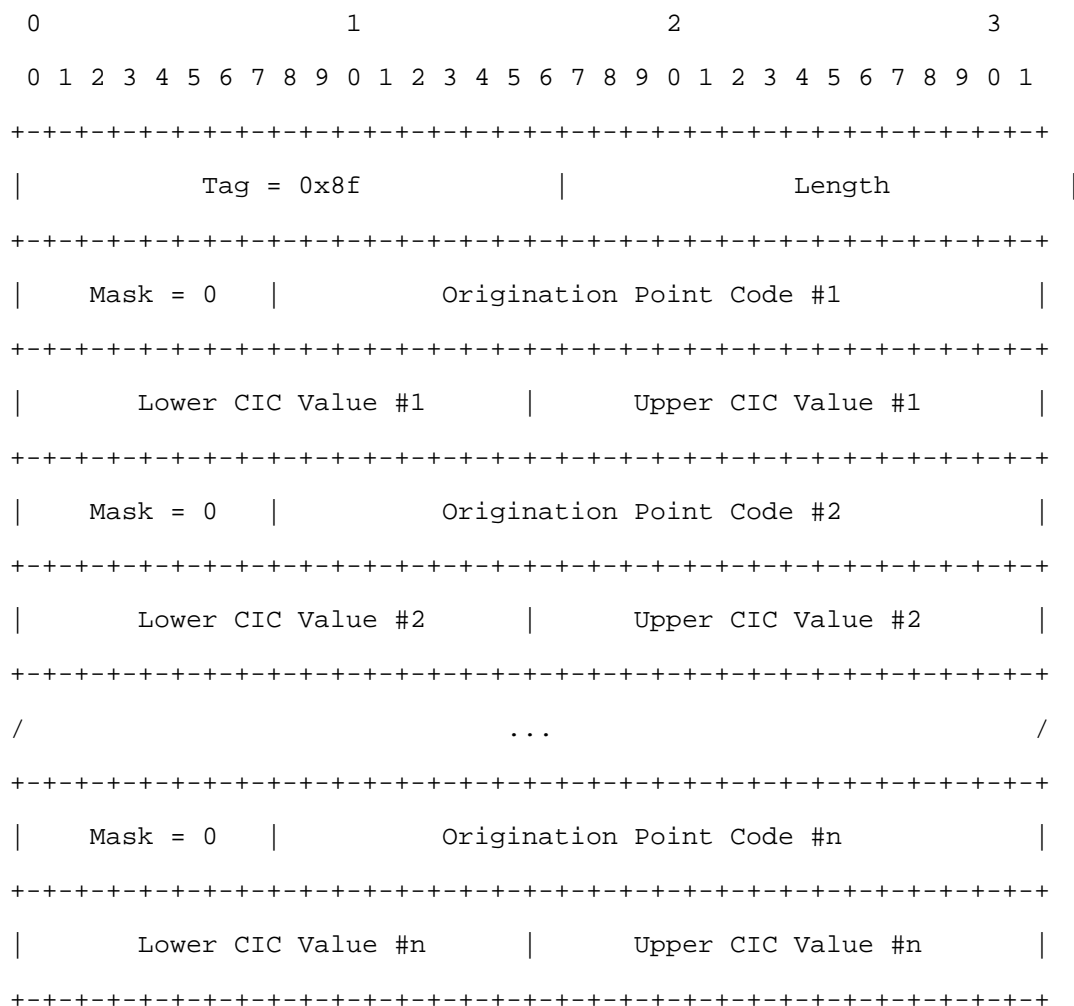 0                   1                   2                   3
 0 1 2 3 4 5 6 7 8 9 0 1 2 3 4 5 6 7 8 9 0 1 2 3 4 5 6 7 8 9 0 1
+-+-+-+-+-+-+-+-+-+-+-+-+-+-+-+-+-+-+-+-+-+-+-+-+-+-+-+-+-+-+-+-+
|           Tag = 0x8f            |              Length           |
+-+-+-+-+-+-+-+-+-+-+-+-+-+-+-+-+-+-+-+-+-+-+-+-+-+-+-+-+-+-+-+-+
|    Mask = 0   |          Origination Point Code #1            |
+-+-+-+-+-+-+-+-+-+-+-+-+-+-+-+-+-+-+-+-+-+-+-+-+-+-+-+-+-+-+-+-+
|       Lower CIC Value #1      |      Upper CIC Value #1       |
+-+-+-+-+-+-+-+-+-+-+-+-+-+-+-+-+-+-+-+-+-+-+-+-+-+-+-+-+-+-+-+-+
|    Mask = 0   |          Origination Point Code #2            |
+-+-+-+-+-+-+-+-+-+-+-+-+-+-+-+-+-+-+-+-+-+-+-+-+-+-+-+-+-+-+-+-+
|       Lower CIC Value #2      |      Upper CIC Value #2       |
+-+-+-+-+-+-+-+-+-+-+-+-+-+-+-+-+-+-+-+-+-+-+-+-+-+-+-+-+-+-+-+-+
/                              ...                              /
+-+-+-+-+-+-+-+-+-+-+-+-+-+-+-+-+-+-+-+-+-+-+-+-+-+-+-+-+-+-+-+-+
|    Mask = 0   |          Origination Point Code #n            |
+-+-+-+-+-+-+-+-+-+-+-+-+-+-+-+-+-+-+-+-+-+-+-+-+-+-+-+-+-+-+-+-+
|       Lower CIC Value #n      |      Upper CIC Value #n       |
+-+-+-+-+-+-+-+-+-+-+-+-+-+-+-+-+-+-+-+-+-+-+-+-+-+-+-+-+-+-+-+-+